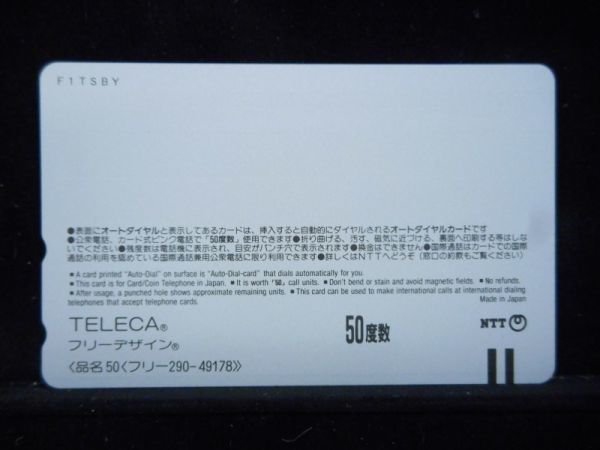 F1TSBY
●表面にオートダイヤルと表示してあるカードは、挿入すると自動的にダイヤルされるオートダイヤルカードです
●公衆電話、カード式ピンク電話で「50度数」使用できます●折り曲げる、汚す、磁気に近づける、裏面へ印刷する等はしな
いでください●残度数は電話機に表示され、目安がパンチ穴で表示されます●換金はできません●国際通話はカードでの国際
通話の利用を認めている国際通話兼用公衆電話に限り利用できます●詳しくはNTTへどうぞ(窓口の約款もご覧ください)
■A card printed "Auto-Dial" on surface is "Auto-Dial-card" that dials automatically for you.
■This card is for Card/Coin Telephone in Japan. ■It is worth「50」call units. ■Don't bend or stain and avoid magnetic fields. ■No refunds.
■After usage, a punched hole shows approximate remaining units. ■This card can be used to make international calls at international dialing
telephones that accept telephone cards.
Made in Japan
TELECA®
フリーデザイン®
50度数
NTT
〈品名50〈フリー290-49178〉〉